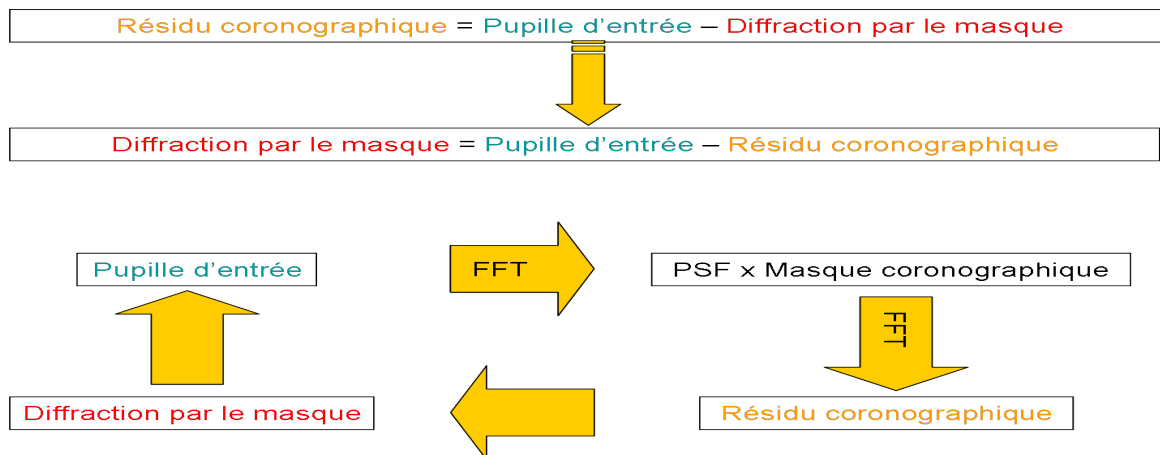 Résidu coronographique = Pupille d'entrée – Diffraction par le masque
Diffraction par le masque = Pupille d'entrée – Résidu coronographique
Pupille d'entrée
FFT
PSF x Masque coronographique
FFT
Diffraction par le masque
Résidu coronographique